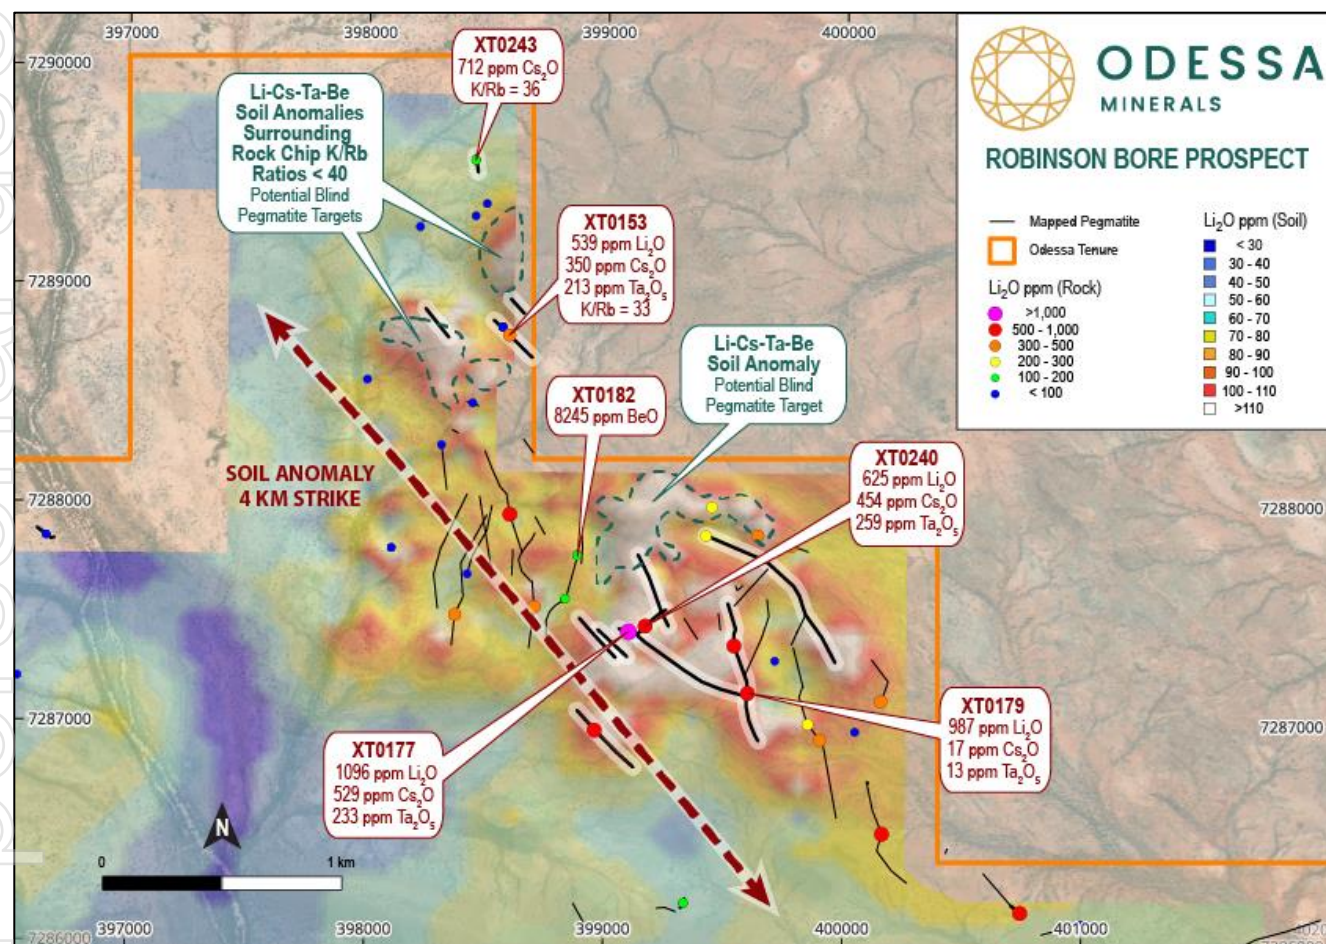 397000
398000
399000
400000
7290000
7289000
7288000
7287000
7286000
XT0243
712 ppm Cs₂O
K/Rb = 36
Li-Cs-Ta-Be
Soil Anomalies
Surrounding
Rock Chip K/Rb
Ratios < 40
Potential Blind
Pegmatite Targets
XT0153
539 ppm Li₂O
350 ppm Cs₂O
213 ppm Ta₂O₅
K/Rb = 33
Li-Cs-Ta-Be
Soil Anomaly
Potential Blind
Pegmatite Target
XT0182
8245 ppm BeO
SOIL ANOMALY
4 KM STRIKE
XT0240
625 ppm Li₂O
454 ppm Cs₂O
259 ppm Ta₂O₅
XT0177
1096 ppm Li₂O
529 ppm Cs₂O
233 ppm Ta₂O₅
XT0179
987 ppm Li₂O
17 ppm Cs₂O
13 ppm Ta₂O₅
7288000
7287000
N
0 1 km
397000
398000
399000
400000
401000
ODESSA
MINERALS
ROBINSON BORE PROSPECT
Mapped Pegmatite
Odessa Tenure
Li₂O ppm (Rock)
>1,000
500 - 1,000
300 - 500
200 - 300
100 - 200
< 100
Li₂O ppm (Soil)
< 30
30 - 40
40 - 50
50 - 60
60 - 70
70 - 80
80 - 90
90 - 100
100 - 110
>110